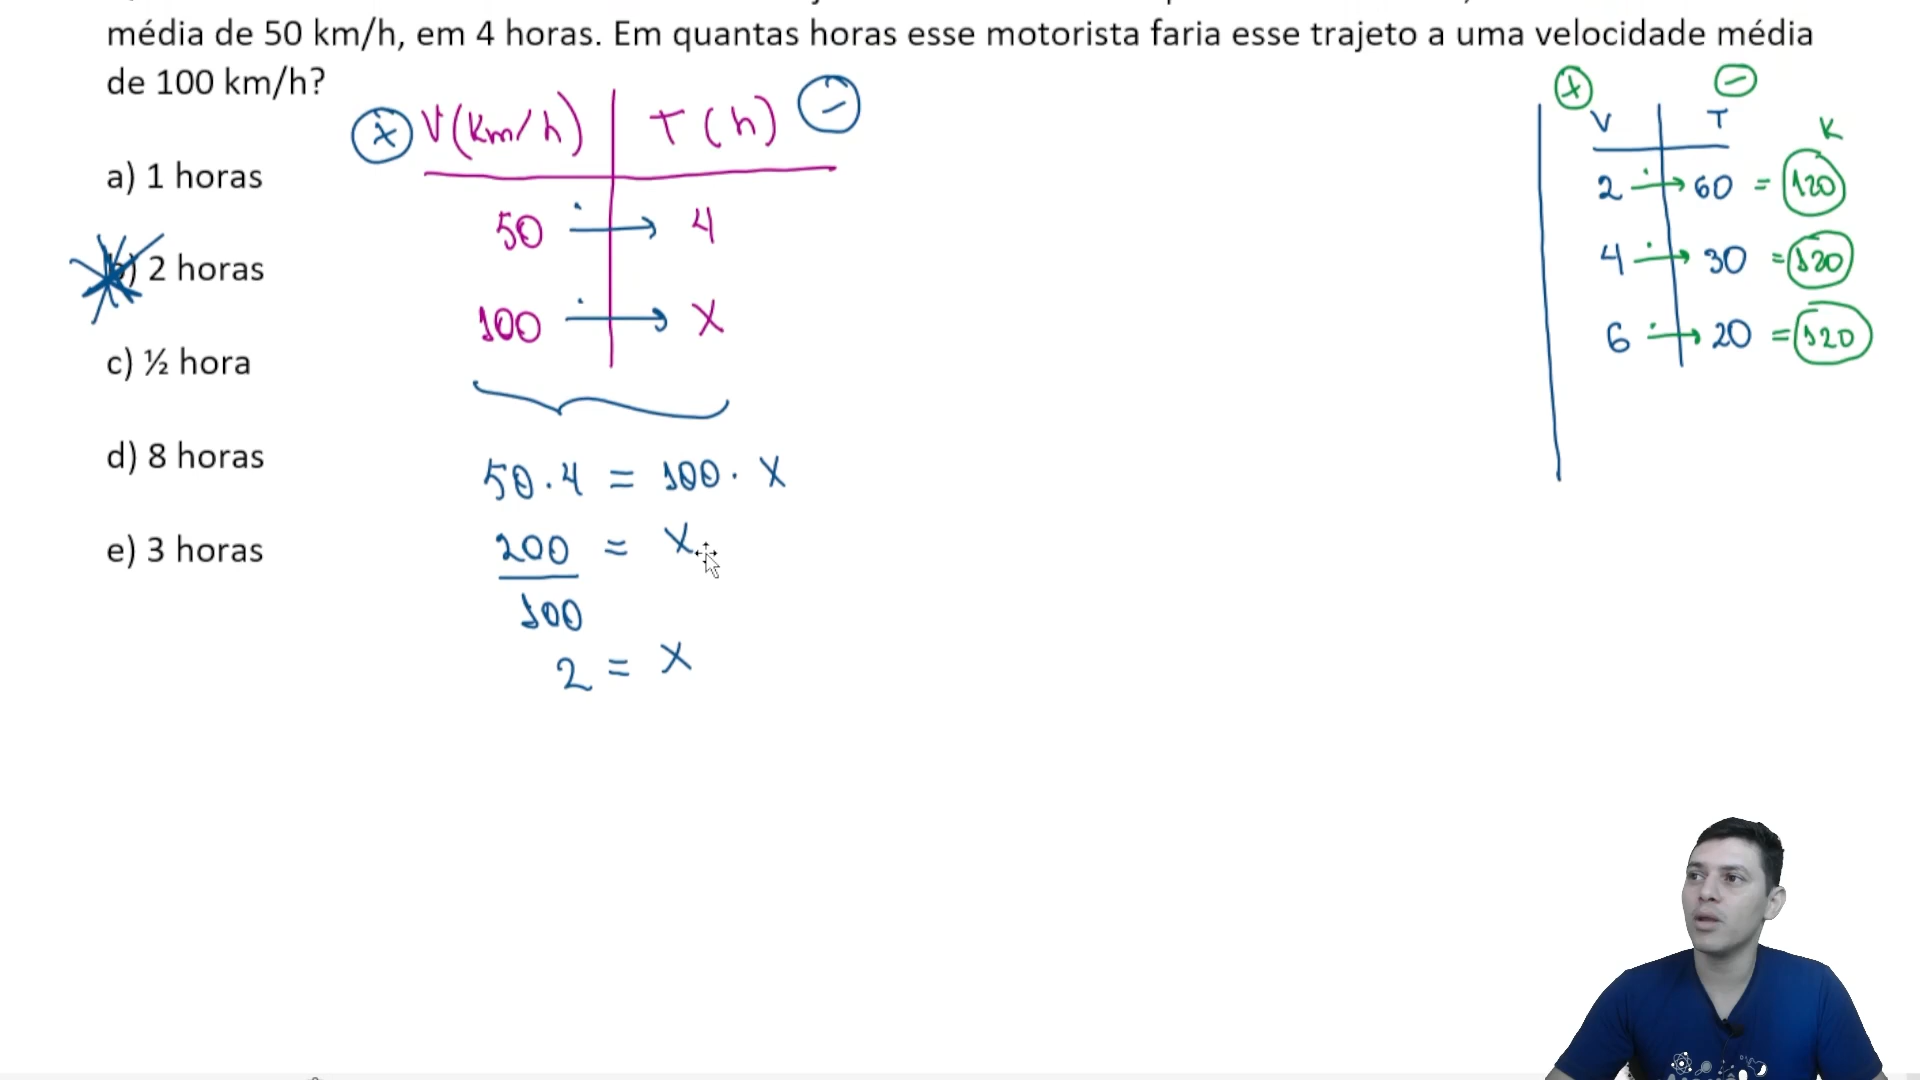 média de 50 km/h, em 4 horas. Em quantas horas esse motorista faria esse trajeto a uma velocidade média
de 100 km/h?
+ V(Km/h) T(h) -
50 → 4
100 → X
50.4 = 100. X
200 = X
100
2 = X
a) 1 horas
b) 2 horas
c) ½ hora
d) 8 horas
e) 3 horas
+ -
V T K
2 → 60 = 120
4 → 30 = 120
6 → 20 = 120